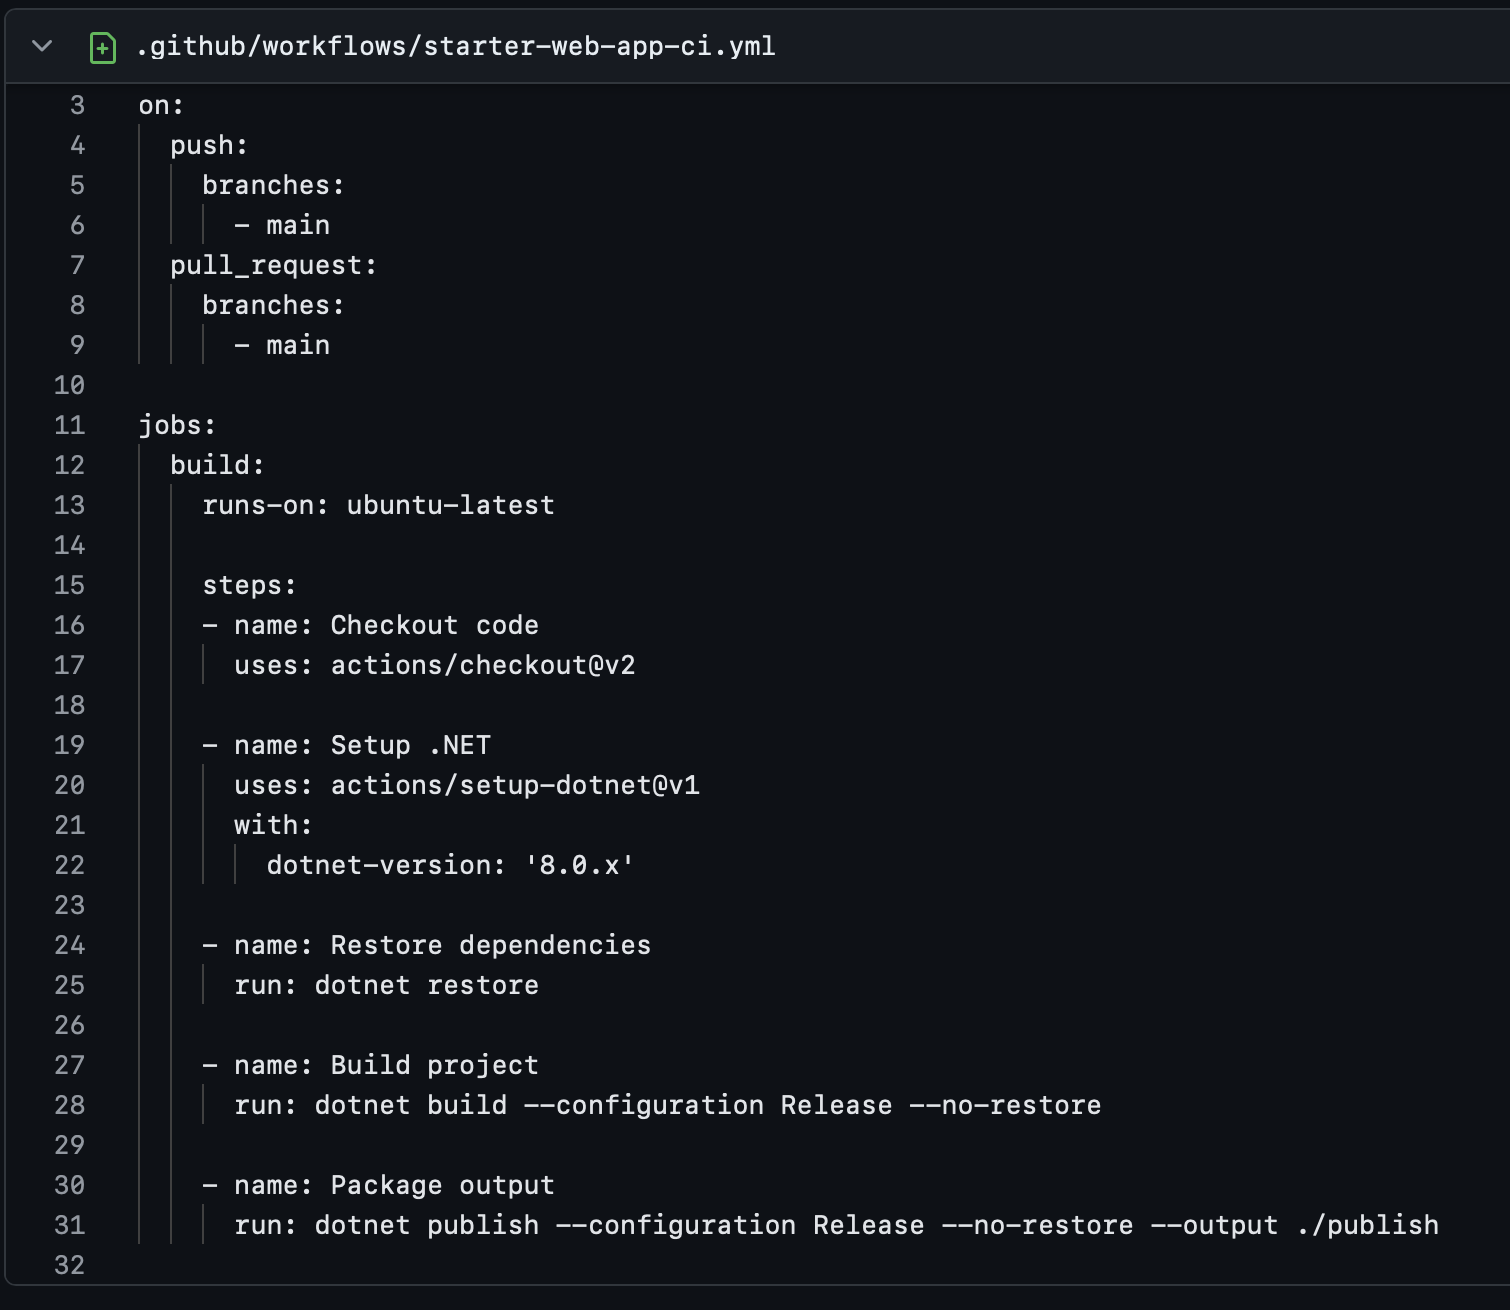 .github/workflows/starter-web-app-ci.yml
3 on:
4 push:
5 branches:
6 - main
7 pull_request:
8 branches:
9 - main
10
11 jobs:
12 build:
13 runs-on: ubuntu-latest
14
15 steps:
16 - name: Checkout code
17 uses: actions/checkout@v2
18
19 - name: Setup .NET
20 uses: actions/setup-dotnet@v1
21 with:
22 dotnet-version: '8.0.x'
23
24 - name: Restore dependencies
25 run: dotnet restore
26
27 - name: Build project
28 run: dotnet build --configuration Release --no-restore
29
30 - name: Package output
31 run: dotnet publish --configuration Release --no-restore --output ./publish
32